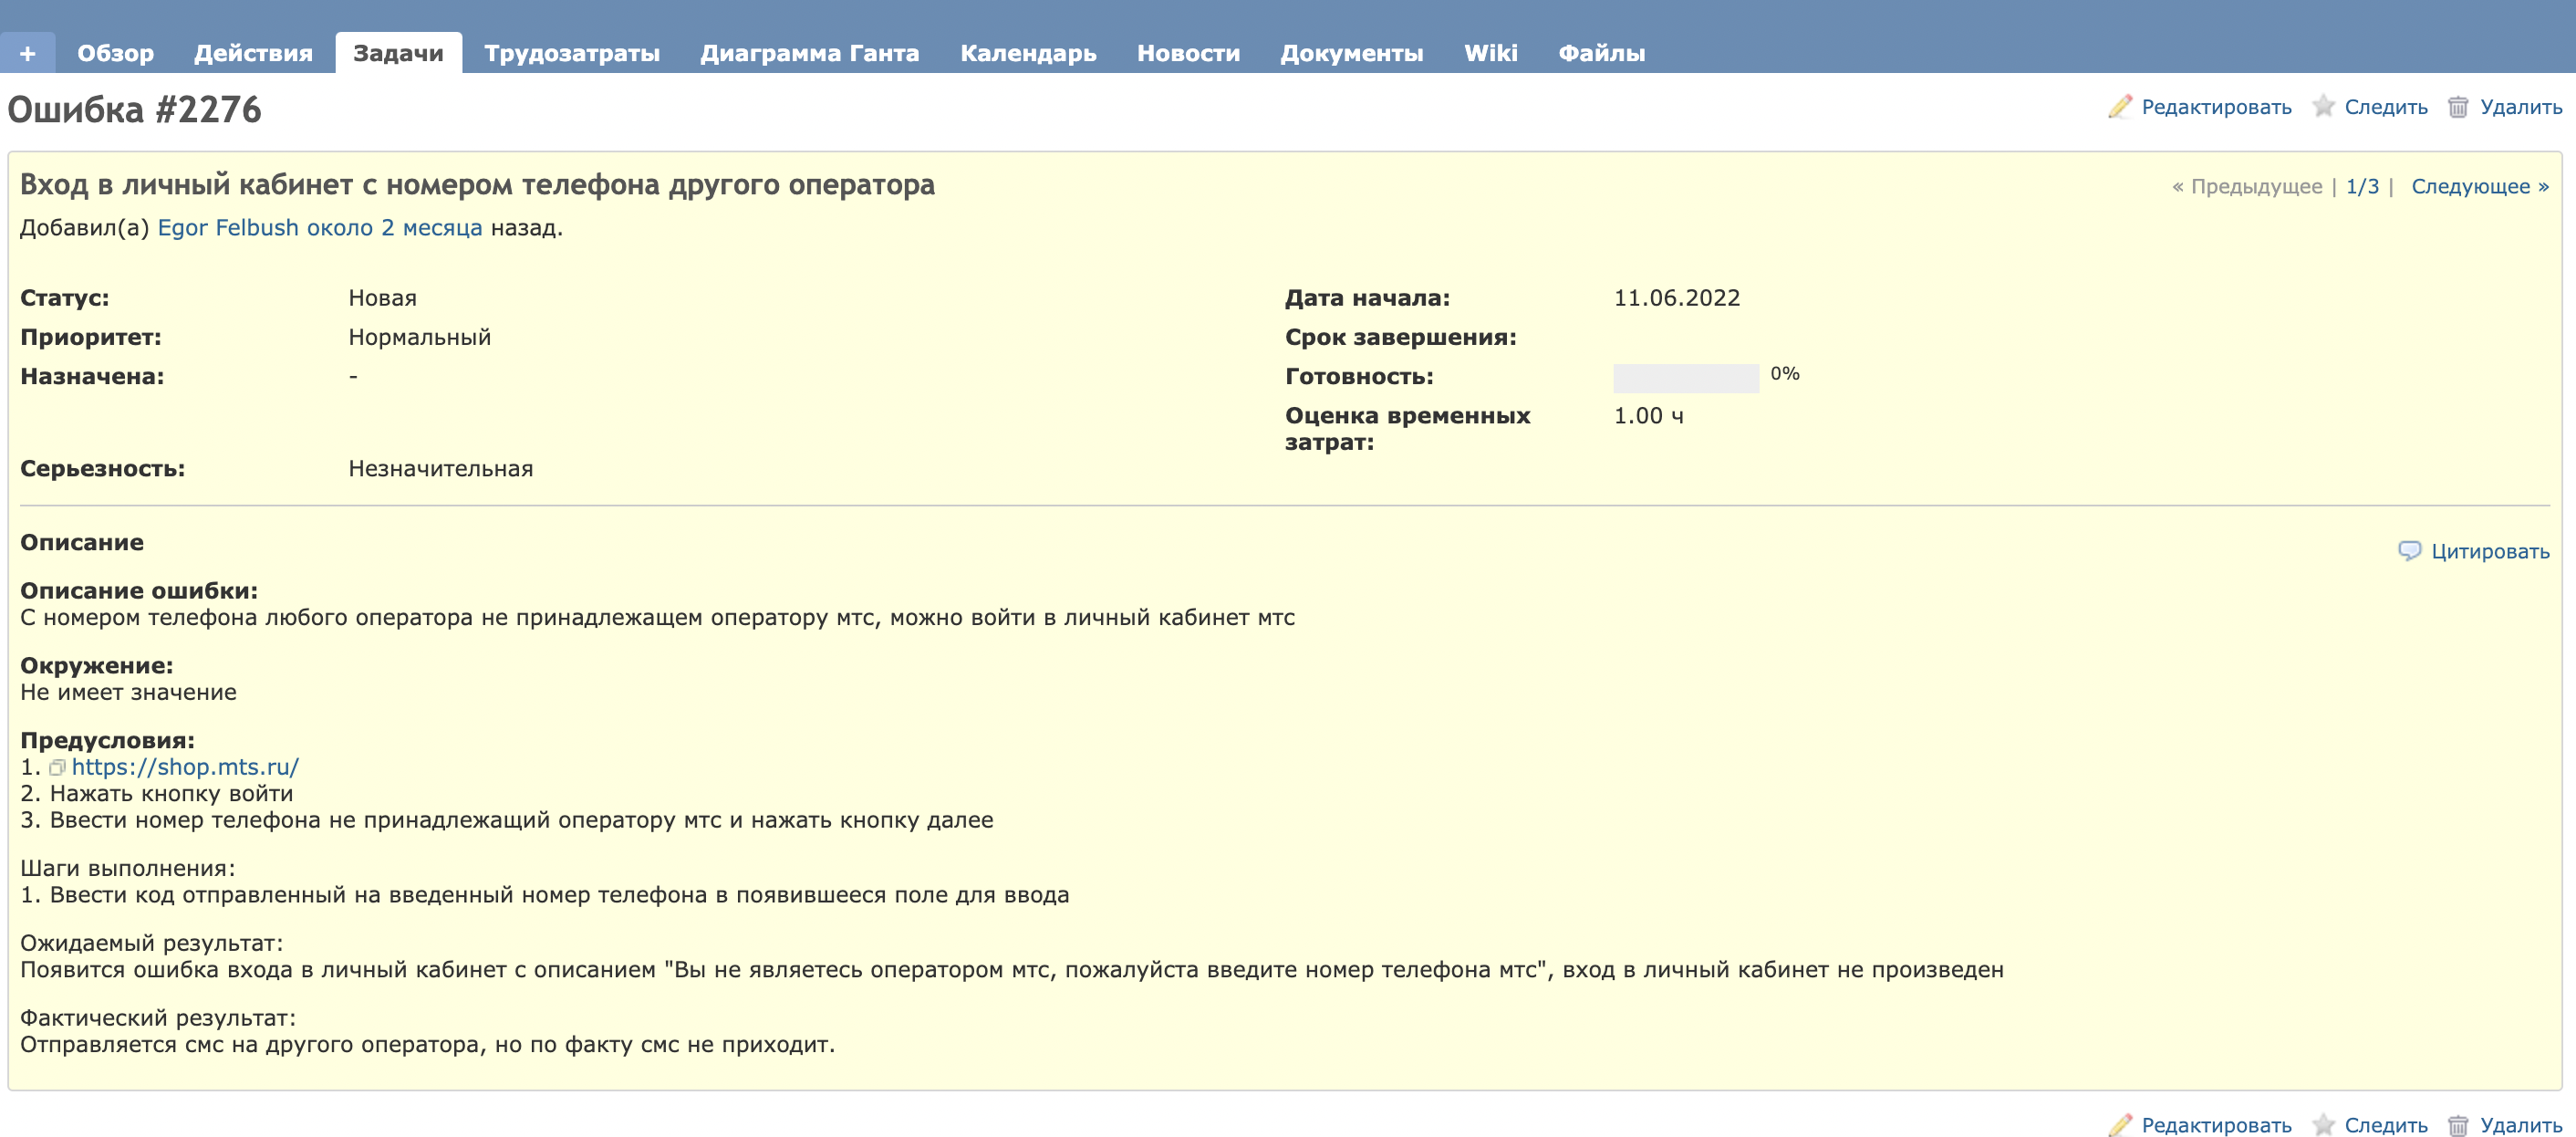 + Обзор Действия Задачи Трудозатраты Диаграмма Ганта Календарь Новости Документы Wiki Файлы
Ошибка #2276
Редактировать Следить Удалить
Вход в личный кабинет с номером телефона другого оператора
« Предыдущее | 1/3 | Следующее »
Добавил(а) Egor Felbush около 2 месяца назад.
Статус: Новая Дата начала: 11.06.2022
Приоритет: Нормальный Срок завершения:
Назначена: - Готовность: 0%
Оценка временных затрат: 1.00 ч
Серьезность: Незначительная
Описание
Цитировать
Описание ошибки:
С номером телефона любого оператора не принадлежащем оператору мтс, можно войти в личный кабинет мтс
Окружение:
Не имеет значение
Предусловия:
1. https://shop.mts.ru/
2. Нажать кнопку войти
3. Ввести номер телефона не принадлежащий оператору мтс и нажать кнопку далее
Шаги выполнения:
1. Ввести код отправленный на введенный номер телефона в появившееся поле для ввода
Ожидаемый результат:
Появится ошибка входа в личный кабинет с описанием "Вы не являетесь оператором мтс, пожалуйста введите номер телефона мтс", вход в личный кабинет не произведен
Фактический результат:
Отправляется смс на другого оператора, но по факту смс не приходит.
Редактировать Следить Удалить